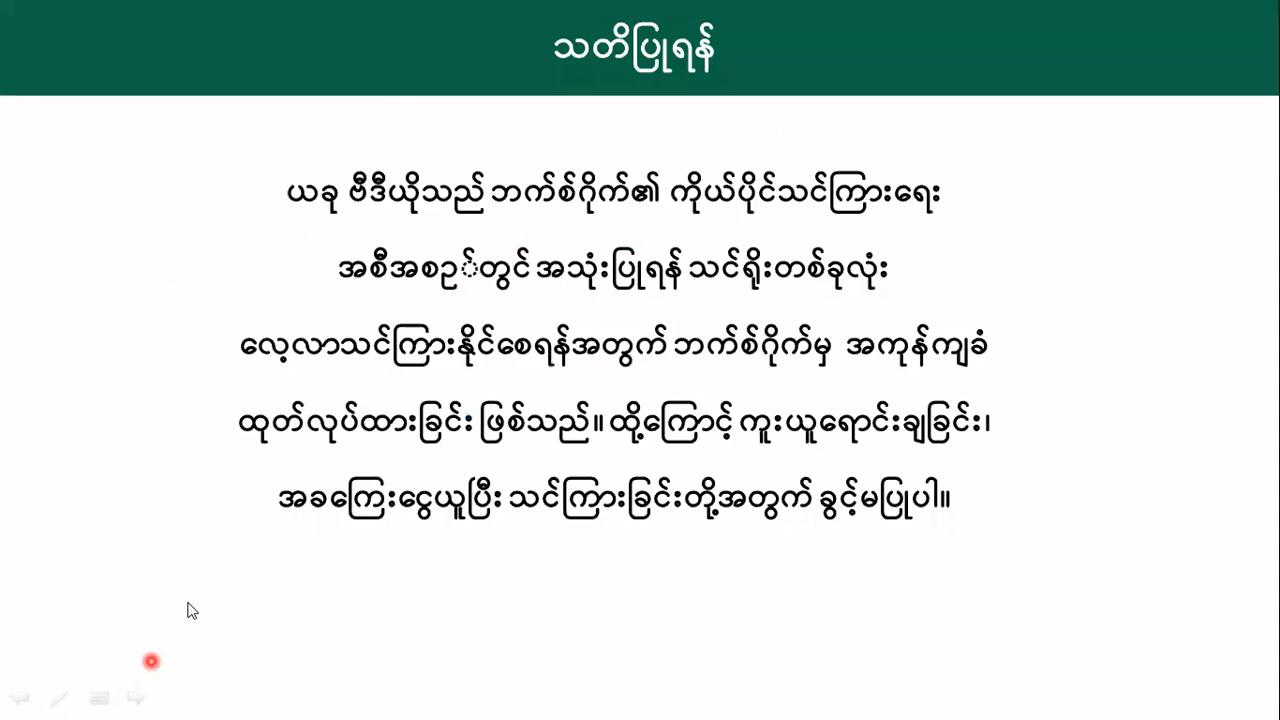 သတိပြုရန်
ယခု ဗီဒီယိုသည် ဘက်စ်ဂိုက်၏ ကိုယ်ပိုင်သင်ကြားရေး
အစီအစဉ်တွင် အသုံးပြုရန် သင်ရိုးတစ်ခုလုံး
လေ့လာသင်ကြားနိုင်စေရန်အတွက် ဘက်စ်ဂိုက်မှ အကုန်ကျခံ
ထုတ်လုပ်ထားခြင်း ဖြစ်သည်။ ထို့ကြောင့် ကူးယူရောင်းချခြင်း၊
အခကြေးငွေယူပြီး သင်ကြားခြင်းတို့အတွက် ခွင့်မပြုပါ။